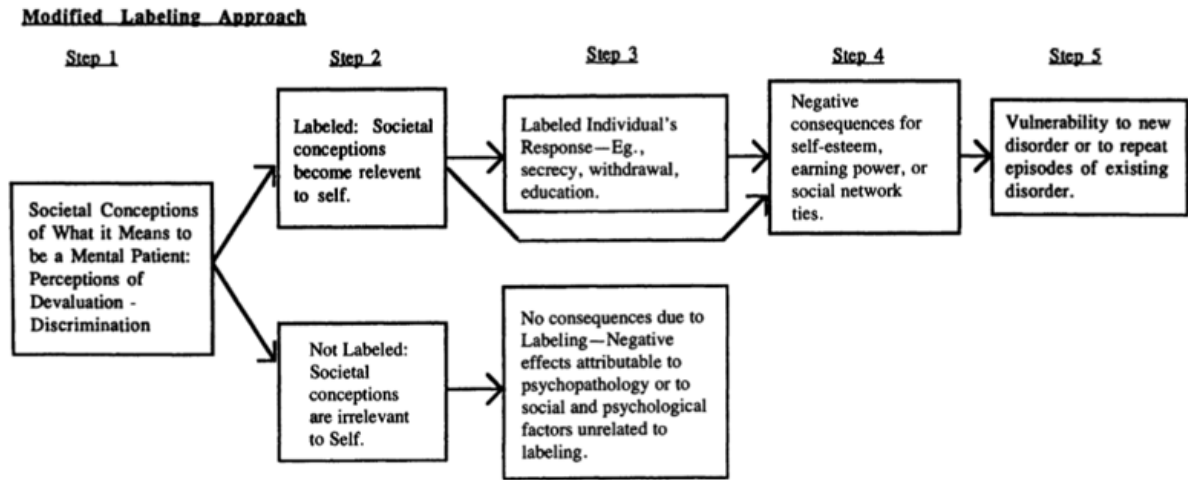 Modified Labeling Approach
Step 1
Step 2
Step 3
Step 4
Step 5
Societal Conceptions
of What it Means to
be a Mental Patient:
Perceptions of
Devaluation -
Discrimination
Labeled: Societal
conceptions
become relevent
to self.
Not Labeled:
Societal
conceptions
are irrelevant
to Self.
Labeled Individual's
Response—Eg.,
secrecy, withdrawal,
education.
No consequences due to
Labeling—Negative
effects attributable to
psychopathology or to
social and psychological
factors unrelated to
labeling.
Negative
consequences for
self-esteem,
earning power, or
social network
ties.
Vulnerability to new
disorder or to repeat
episodes of existing
disorder.